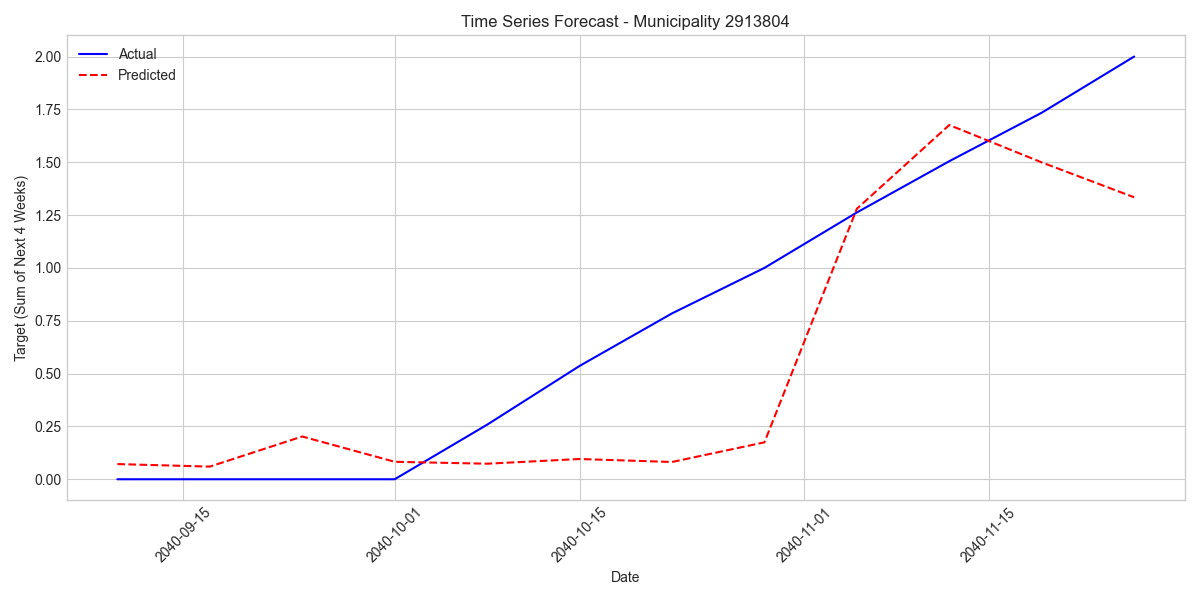 Time Series Forecast - Municipality 2913804
Actual
Predicted
Target (Sum of Next 4 Weeks)
2.00
1.75
1.50
1.25
1.00
0.75
0.50
0.25
0.00
2040-09-15
2040-10-01
2040-10-15
2040-11-01
2040-11-15
Date